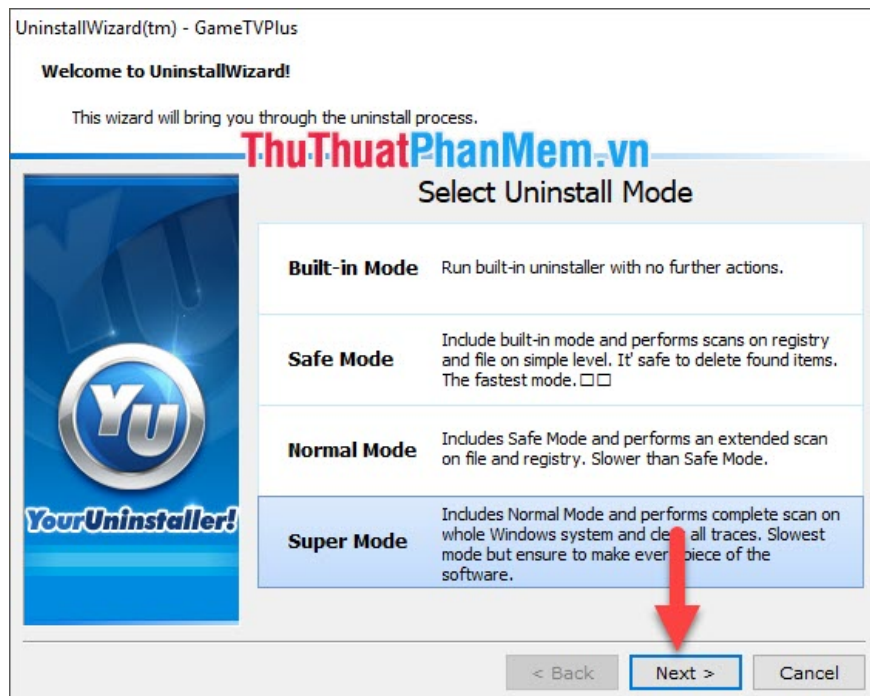 UninstallWizard(tm) - GameTVPlus
Welcome to UninstallWizard!
This wizard will bring you through the uninstall process.
ThuThuatPhanMem.vn
Select Uninstall Mode
Built-in Mode
Run built-in uninstaller with no further actions.
Safe Mode
Include built-in mode and performs scans on registry
and file on simple level. It' safe to delete found items.
The fastest mode. □□
Normal Mode
Includes Safe Mode and performs an extended scan
on file and registry. Slower than Safe Mode.
Super Mode
Includes Normal Mode and performs complete scan on
whole Windows system and all traces. Slowest
mode but ensure to make piece of the
software.
YU
YourUninstaller!
< Back
Next >
Cancel